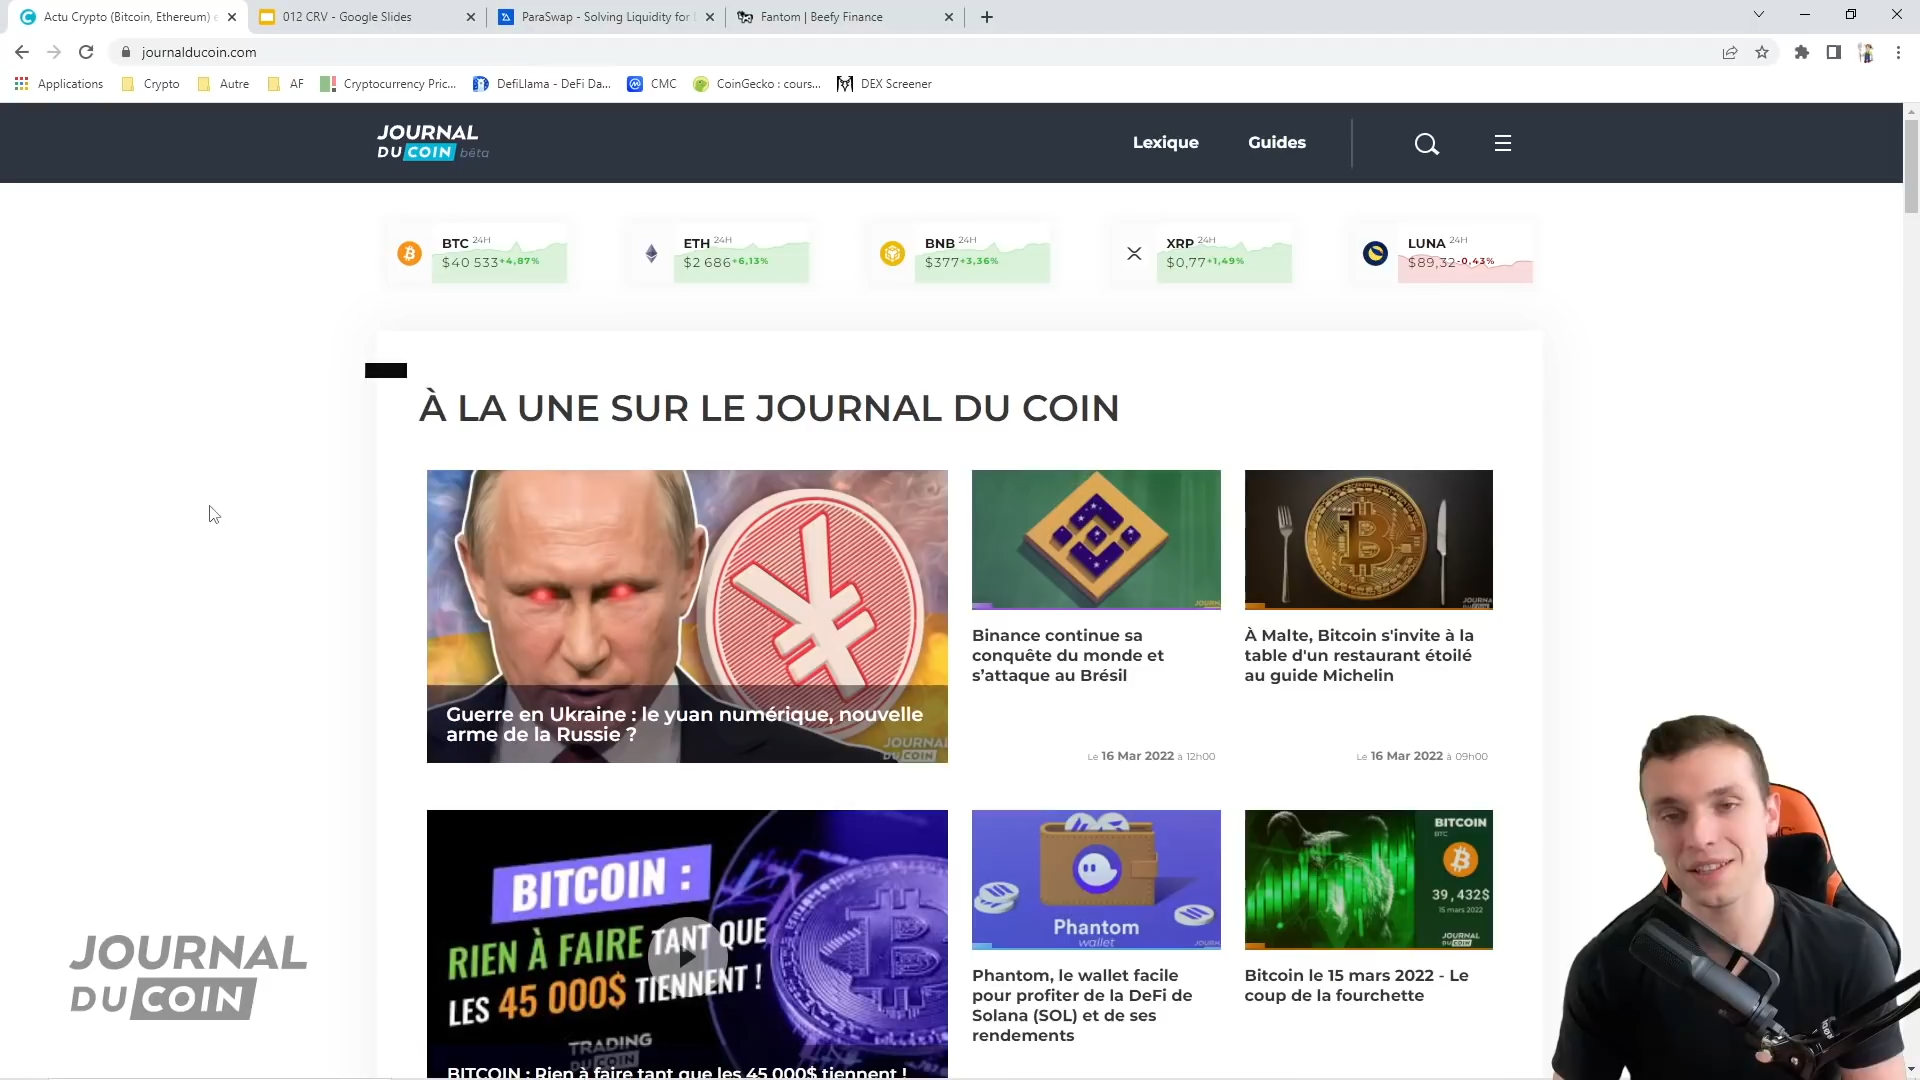 Actu Crypto (Bitcoin, Ethereum)
012 CRV - Google Slides
ParaSwap - Solving Liquidity for
Fantom | Beefy Finance
journalducoin.com
Applications
Crypto
Autre
AF
Cryptocurrency Pric...
DefiLlama - DeFi Da...
CMC
CoinGecko : cours...
DEX Screener
JOURNAL
DU COIN bêta
Lexique
Guides
BTC 24H
$40 533 +4,87%
ETH 24H
$2 686 +6,13%
BNB 24H
$377 +3,36%
XRP 24H
$0,77 +1,49%
LUNA 24H
$89,32 -0,43%
À LA UNE SUR LE JOURNAL DU COIN
Guerre en Ukraine : le yuan numérique, nouvelle
arme de la Russie ?
JOURNAL
DU COIN
Binance continue sa
conquête du monde et
s’attaque au Brésil
Le 16 Mar 2022 à 12h00
À Malte, Bitcoin s'invite à la
table d'un restaurant étoilé
au guide Michelin
Le 16 Mar 2022 à 09h00
BITCOIN :
RIEN À FAIRE TANT QUE
LES 45 000$ TIENNENT !
TRADING
DU COIN
BITCOIN : Rien à faire tant que les 45 000$ tiennent !
Phantom
wallet
Phantom, le wallet facile
pour profiter de la DeFi de
Solana (SOL) et de ses
rendements
BITCOIN
BTC
39,432$
15 mars 2022
JOURNAL
DU COIN
Bitcoin le 15 mars 2022 - Le
coup de la fourchette
JOURNAL
DU COIN